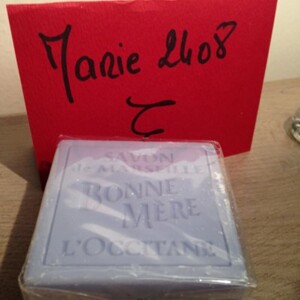 Marie 2408
SAVON
de MARSEILLE
BONNE
MÈRE
L'OCCITANE